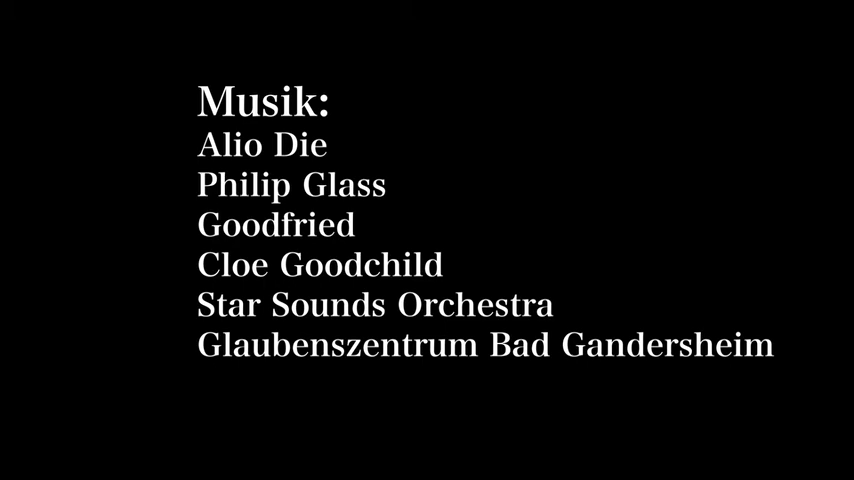 Musik:
Alio Die
Philip Glass
Goodfried
Cloe Goodchild
Star Sounds Orchestra
Glaubenszentrum Bad Gandersheim